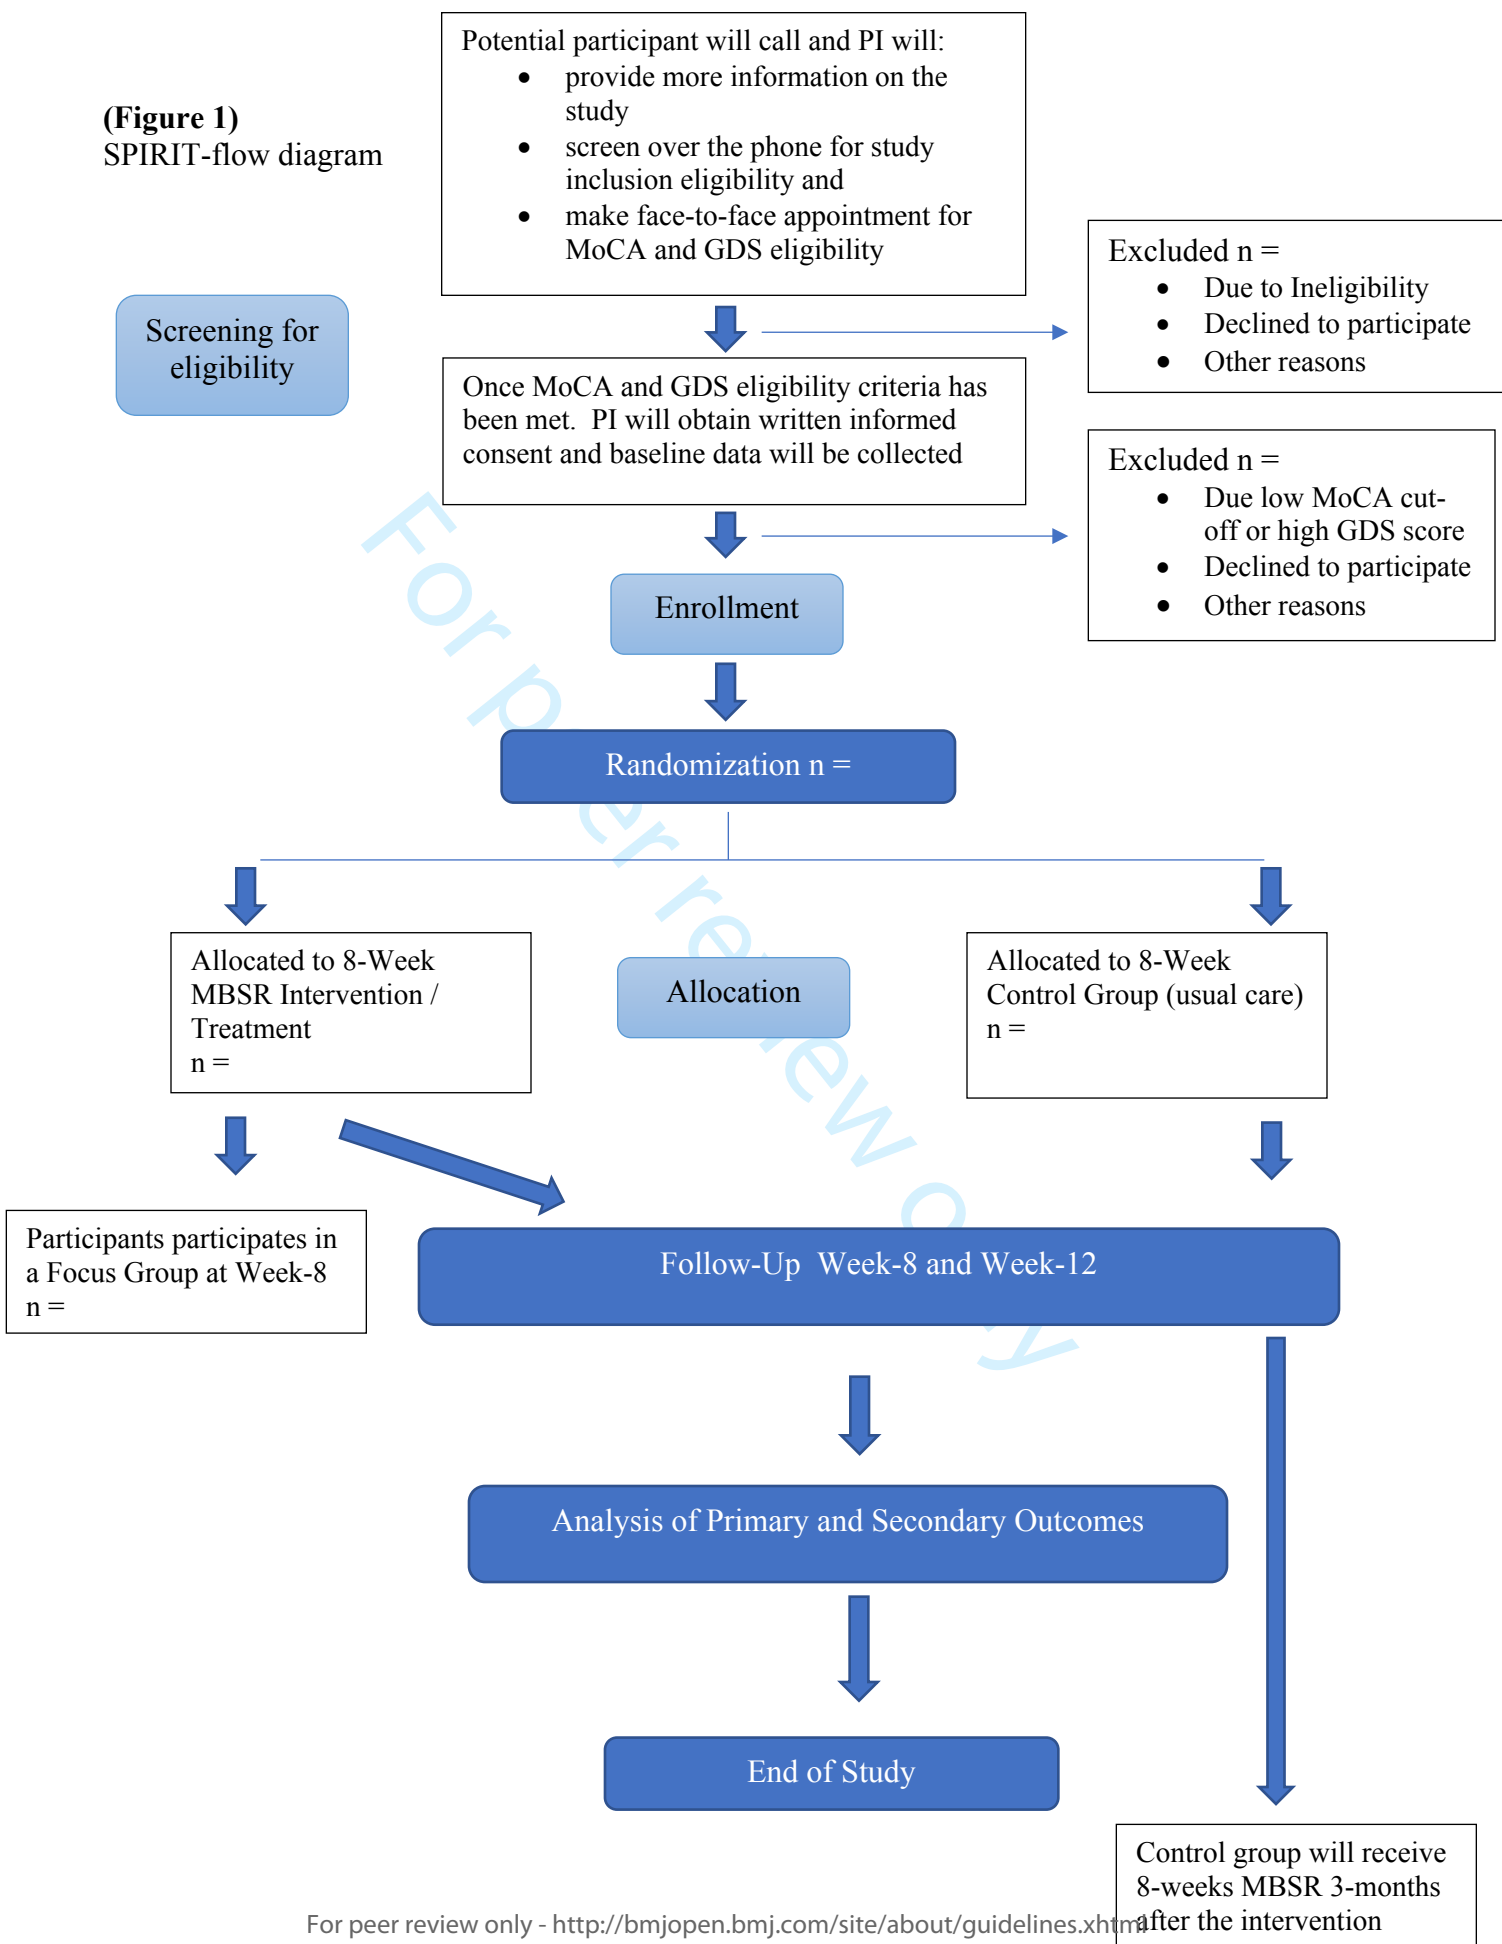 Potential participant will call and PI will:
• provide more information on the
study
• screen over the phone for study
inclusion eligibility and
• make face-to-face appointment for
MoCA and GDS eligibility
(Figure 1)
SPIRIT-flow diagram
Screening for
eligibility
Excluded n =
• Due to Ineligibility
• Declined to participate
• Other reasons
Once MoCA and GDS eligibility criteria has
been met. PI will obtain written informed
consent and baseline data will be collected
Excluded n =
• Due low MoCA cut-
off or high GDS score
• Declined to participate
• Other reasons
Enrollment
Randomization n =
Allocated to 8-Week
MBSR Intervention /
Treatment
n =
Allocation
Allocated to 8-Week
Control Group (usual care)
n =
Participants participates in
a Focus Group at Week-8
n =
Follow-Up Week-8 and Week-12
Analysis of Primary and Secondary Outcomes
End of Study
Control group will receive
8-weeks MBSR 3-months
after the intervention
For peer review only
For peer review only - http://bmjopen.bmj.com/site/about/guidelines.xhtml